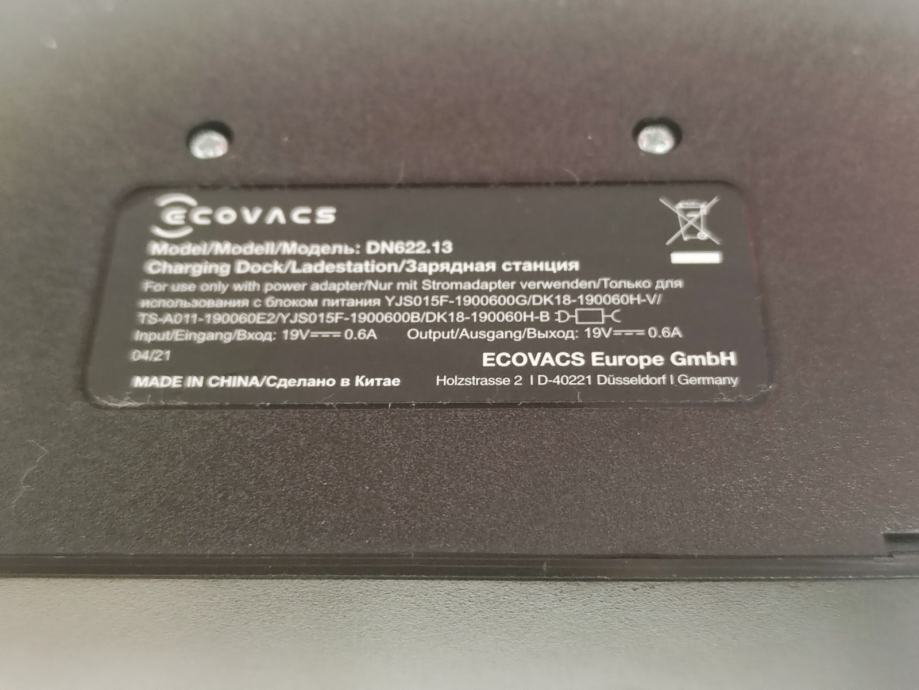 ECOVACS
Model/Modell/Модель: DN622.13
Charging Dock/Ladestation/Зарядная станция
For use only with power adapter/Nur mit Stromadapter verwenden/Только для
использования с блоком питания YJS015F-1900600G/DK18-190060H-V/
TS-A011-190060E2/YJS015F-1900600B/DK18-190060H-B
Input/Eingang/Вход: 19V⎓0.6A Output/Ausgang/Выход: 19V⎓0.6A
04/21 ECOVACS Europe GmbH
MADE IN CHINA/Сделано в Китае Holzstrasse 2 I D-40221 Düsseldorf I Germany